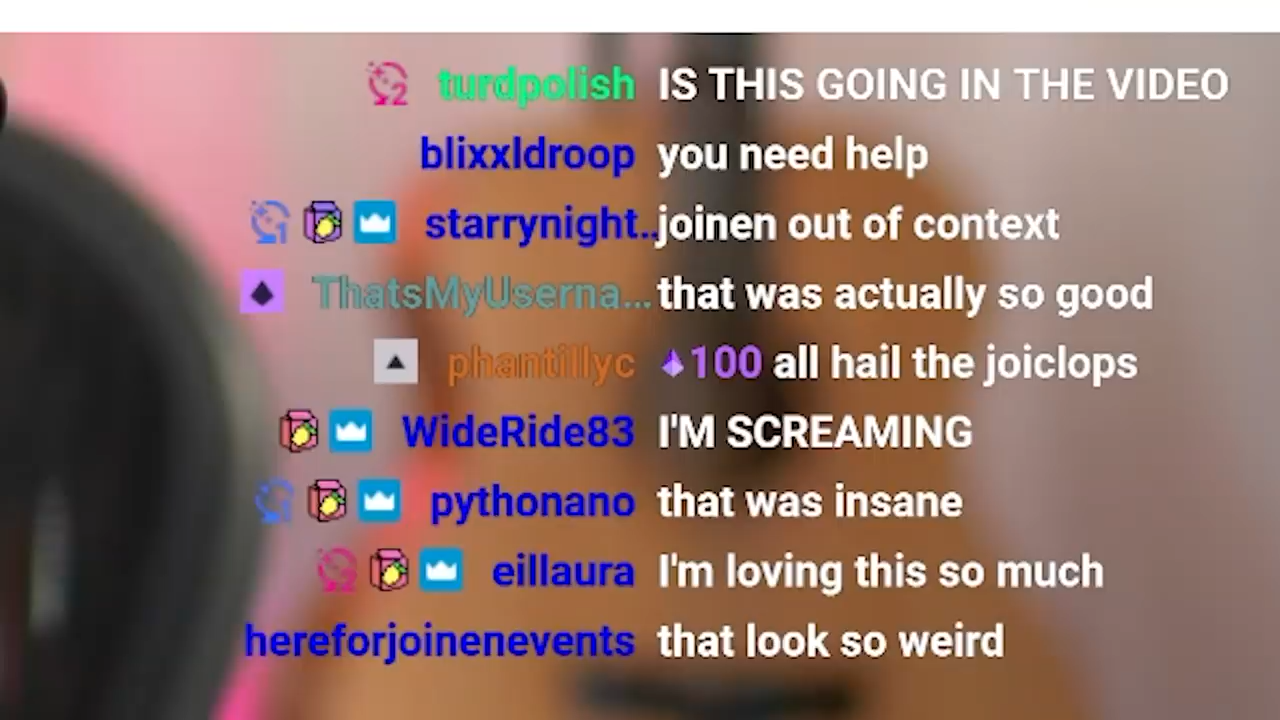 turdpolish IS THIS GOING IN THE VIDEO
blixxldroop you need help
starrynight.. joinen out of context
ThatsMyUserna... that was actually so good
phantillyc 100 all hail the joiclops
WideRide83 I'M SCREAMING
pythonano that was insane
eillaura I'm loving this so much
hereforjoinenevents that look so weird